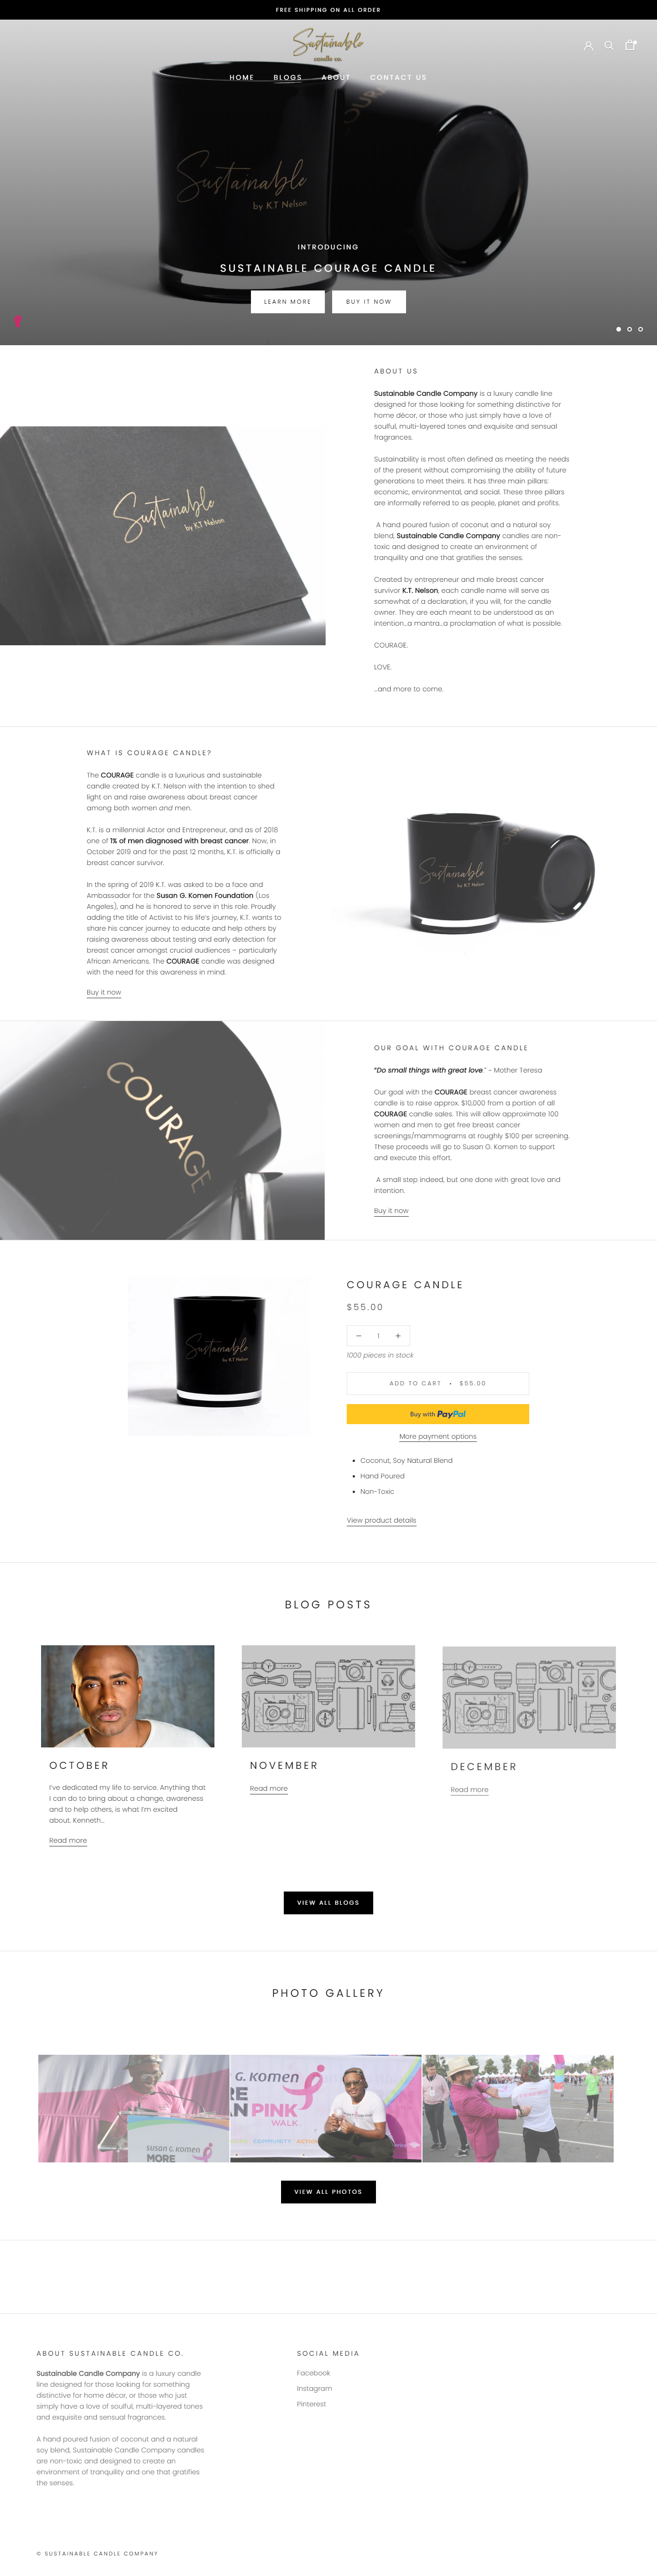 FREE SHIPPING ON ALL ORDER
Sustainable
candle co.
HOME BLOGS ABOUT CONTACT US
Sustainable
by K.T Nelson
INTRODUCING
SUSTAINABLE COURAGE CANDLE
LEARN MORE BUY IT NOW
ABOUT US
Sustainable Candle Company is a luxury candle line
designed for those looking for something distinctive for
home décor, or those who just simply have a love of
soulful, multi-layered tones and exquisite and sensual
fragrances.
Sustainability is most often defined as meeting the needs
of the present without compromising the ability of future
generations to meet theirs. It has three main pillars:
economic, environmental, and social. These three pillars
are informally referred to as people, planet and profits.
A hand poured fusion of coconut and a natural soy
blend, Sustainable Candle Company candles are non-
toxic and designed to create an environment of
tranquility and one that gratifies the senses.
Created by entrepreneur and male breast cancer
survivor K.T. Nelson, each candle name will serve as
somewhat of a declaration, if you will, for the candle
owner. They are each meant to be understood as an
intention...a mantra...a proclamation of what is possible.
COURAGE.
LOVE.
...and more to come.
Sustainable
by K.T Nelson
WHAT IS COURAGE CANDLE?
The COURAGE candle is a luxurious and sustainable
candle created by K.T. Nelson with the intention to shed
light on and raise awareness about breast cancer
among both women and men.
K.T. is a millennial Actor and Entrepreneur, and as of 2018
one of 1% of men diagnosed with breast cancer. Now, in
October 2019 and for the past 12 months, K.T. is officially a
breast cancer survivor.
In the spring of 2019 K.T. was asked to be a face and
Ambassador for the Susan G. Komen Foundation (Los
Angeles), and he is honored to serve in this role. Proudly
adding the title of Activist to his life's journey, K.T. wants to
share his cancer journey to educate and help others by
raising awareness about testing and early detection for
breast cancer amongst crucial audiences – particularly
African Americans. The COURAGE candle was designed
with the need for this awareness in mind.
Buy it now
Sustainable
by K.T Nelson
COURAGE
OUR GOAL WITH COURAGE CANDLE
"Do small things with great love." - Mother Teresa
Our goal with the COURAGE breast cancer awareness
candle is to raise approx. $10,000 from a portion of all
COURAGE candle sales. This will allow approximate 100
women and men to get free breast cancer
screenings/mammograms at roughly $100 per screening.
These proceeds will go to Susan G. Komen to support
and execute this effort.
A small step indeed, but one done with great love and
intention.
Buy it now
Sustainable
by K.T Nelson
COURAGE CANDLE
$55.00
1
1000 pieces in stock
ADD TO CART • $55.00
Buy with PayPal
More payment options
Coconut, Soy Natural Blend
Hand Poured
Non-Toxic
View product details
BLOG POSTS
OCTOBER
I've dedicated my life to service. Anything that
I can do to bring about a change, awareness
and to help others, is what I'm excited
about. Kenneth...
Read more
NOVEMBER
Read more
DECEMBER
Read more
VIEW ALL BLOGS
PHOTO GALLERY
SUSAN G. KOMEN
MORE
G. KOMEN
RE
AN PINK
WALK
COMMUNITY
VIEW ALL PHOTOS
ABOUT SUSTAINABLE CANDLE CO.
Sustainable Candle Company is a luxury candle
line designed for those looking for something
distinctive for home décor, or those who just
simply have a love of soulful, multi-layered tones
and exquisite and sensual fragrances.
A hand poured fusion of coconut and a natural
soy blend, Sustainable Candle Company candles
are non-toxic and designed to create an
environment of tranquility and one that gratifies
the senses.
SOCIAL MEDIA
Facebook
Instagram
Pinterest
© SUSTAINABLE CANDLE COMPANY